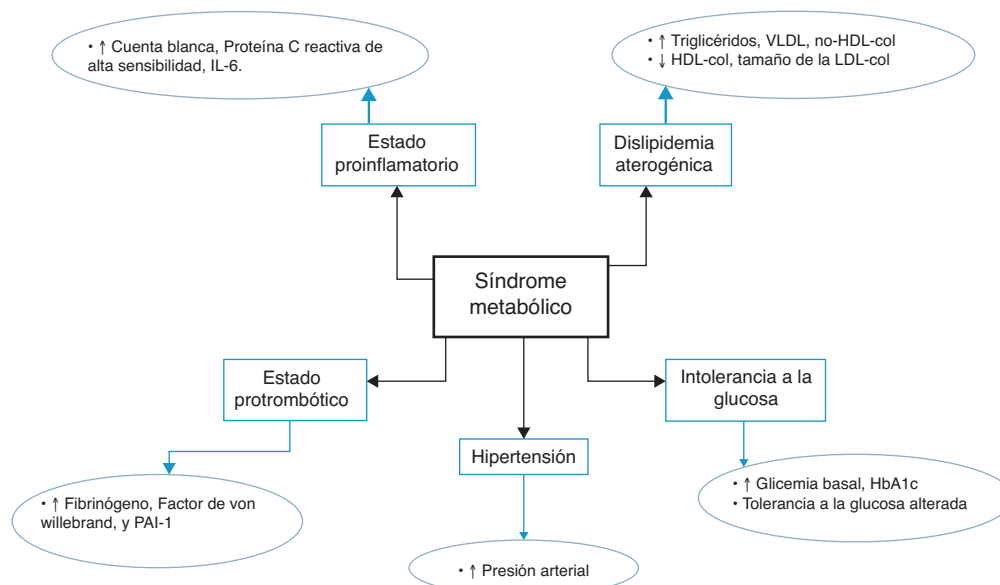 • ↑ Cuenta blanca, Proteína C reactiva de
alta sensibilidad, IL-6.
• ↑ Triglicéridos, VLDL, no-HDL-col
• ↓ HDL-col, tamaño de la LDL-col
Estado
proinflamatorio
Dislipidemia
aterogénica
Síndrome
metabólico
Estado
protrombótico
Intolerancia a la
glucosa
Hipertensión
• ↑ Fibrinógeno, Factor de von
willebrand, y PAI-1
• ↑ Glicemia basal, HbA1c
• Tolerancia a la glucosa alterada
• ↑ Presión arterial